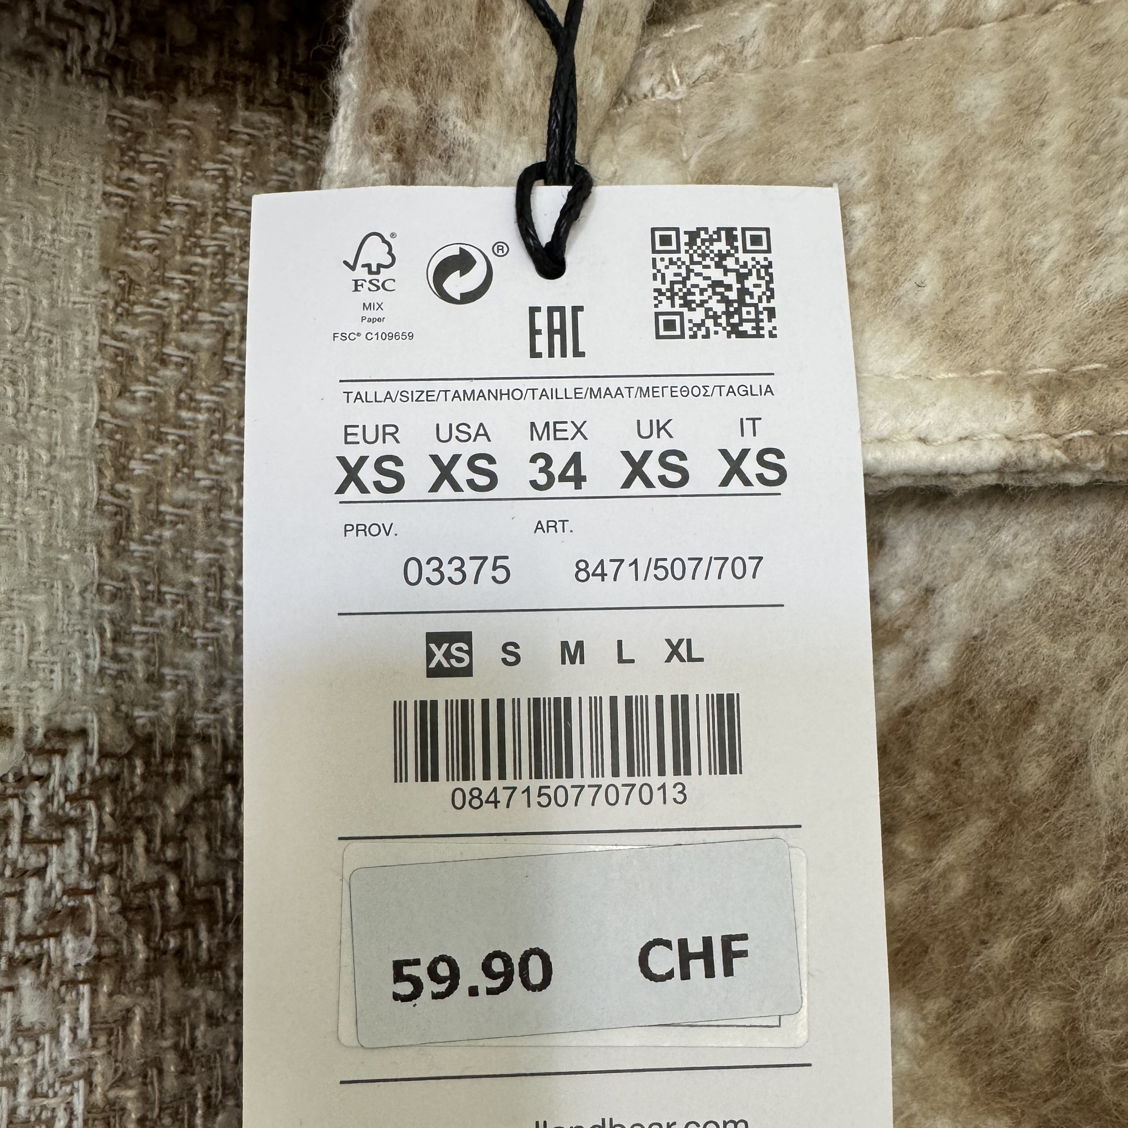 FSC®
MIX
Paper
FSC® C109659
®
EAC
TALLA/SIZE/TAMANHO/TAILLE/MAAT/ΜΕΓΕΘΟΣ/TAGLIA
EUR USA MEX UK IT
XS XS 34 XS XS
PROV. ART.
03375 8471/507/707
XS S M L XL
08471507707013
59.90 CHF